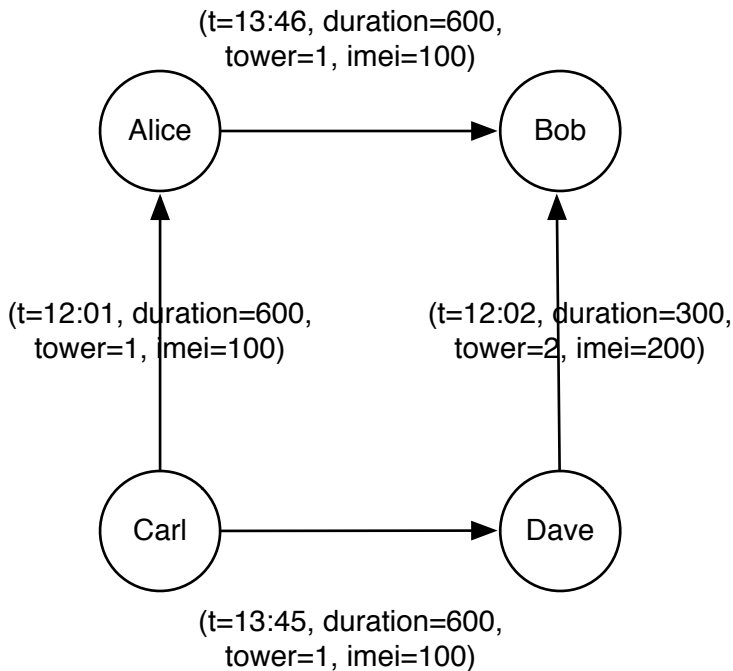 (t=13:46, duration=600,
tower=1, imei=100)
Alice
Bob
(t=12:01, duration=600,
tower=1, imei=100)
(t=12:02, duration=300,
tower=2, imei=200)
Carl
Dave
(t=13:45, duration=600,
tower=1, imei=100)